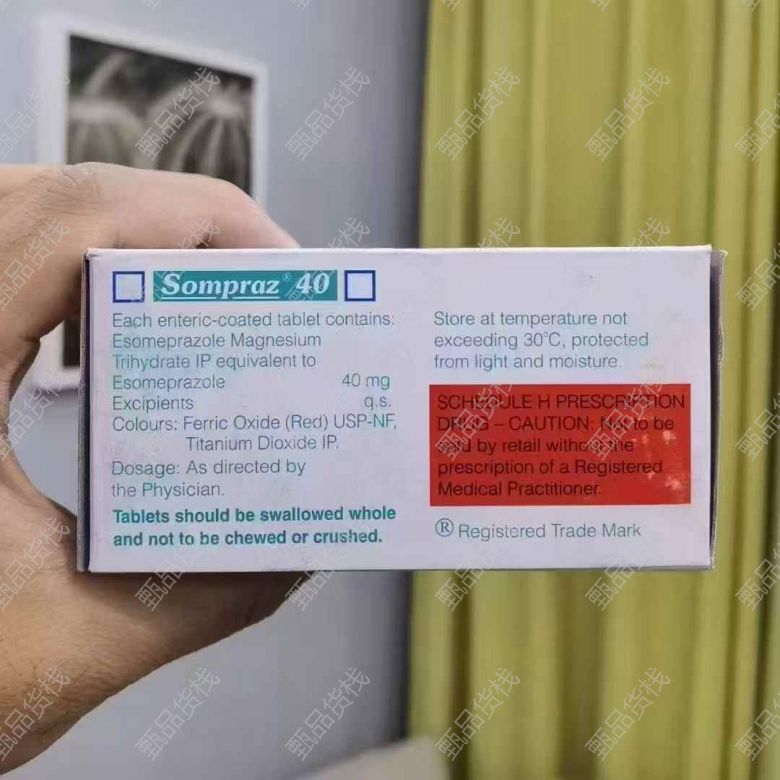 Sompraz® 40
Each enteric-coated tablet contains:
Esomeprazole Magnesium
Trihydrate IP equivalent to
Esomeprazole 40 mg
Excipients q.s.
Colours: Ferric Oxide (Red) USP-NF,
Titanium Dioxide IP.
Dosage: As directed by
the Physician.
Tablets should be swallowed whole
and not to be chewed or crushed.
Store at temperature not
exceeding 30°C, protected
from light and moisture.
SCHEDULE H PRESCRIPTION
DRUG – CAUTION: Not to be
sold by retail without the
prescription of a Registered
Medical Practitioner.
® Registered Trade Mark
甄品货栈